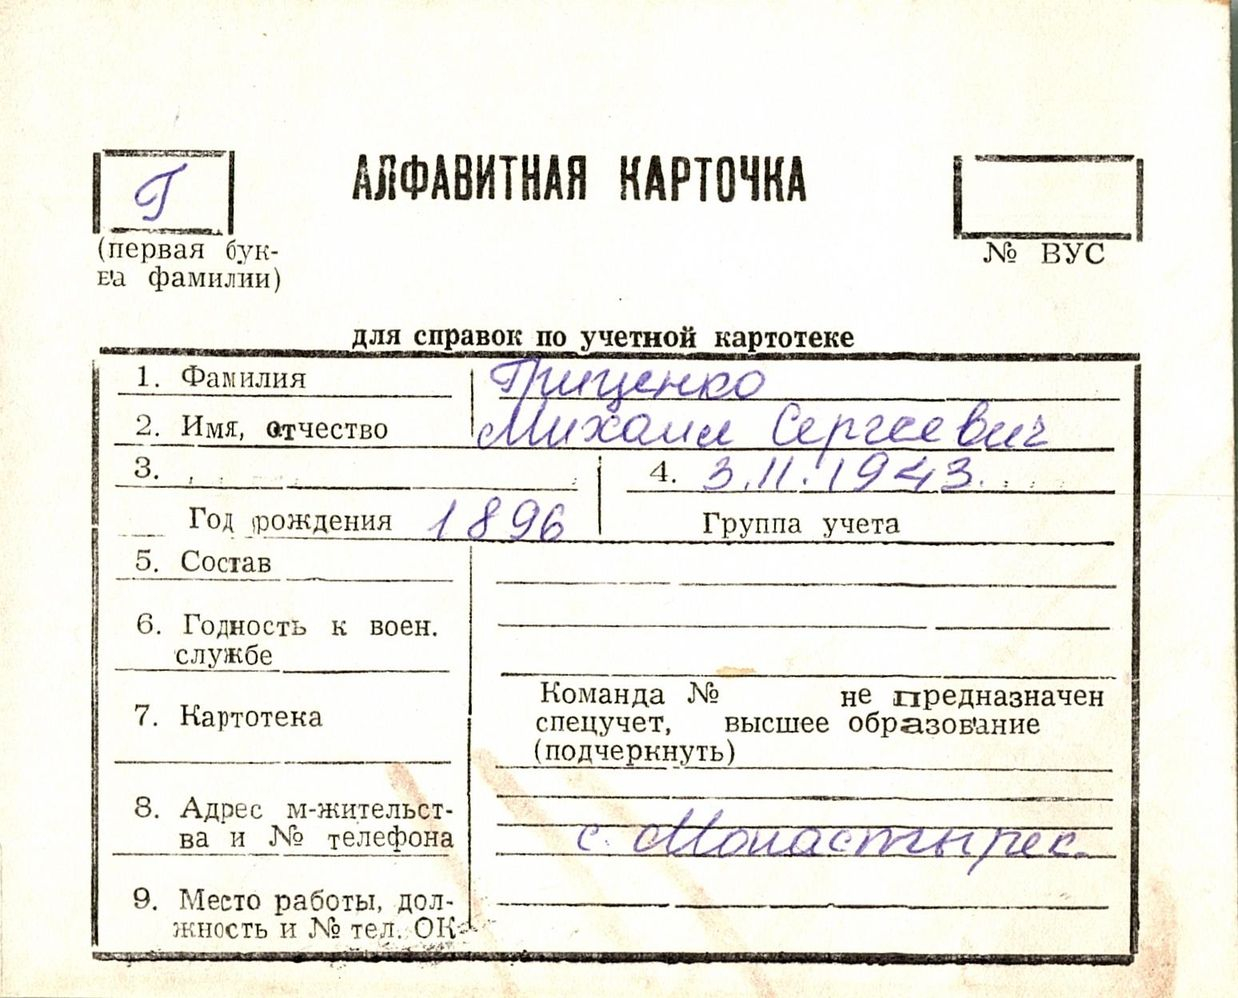 Г
АЛФАВИТНАЯ КАРТОЧКА
(первая бук-
ва фамилии)
№ ВУС
для справок по учетной картотеке
1. Фамилия Гриценко
2. Имя, отчество Михаил Сергеевич
3. 4. 3.11.1943.
Год рождения 1896 Группа учета
5. Состав
6. Годность к воен.
службе
7. Картотека
Команда № не предназначен
спецучет, высшее образование
(подчеркнуть)
8. Адрес м-жительст-
ва и № телефона
с. Монастырес.
9. Место работы, дол-
жность и № тел. ОК